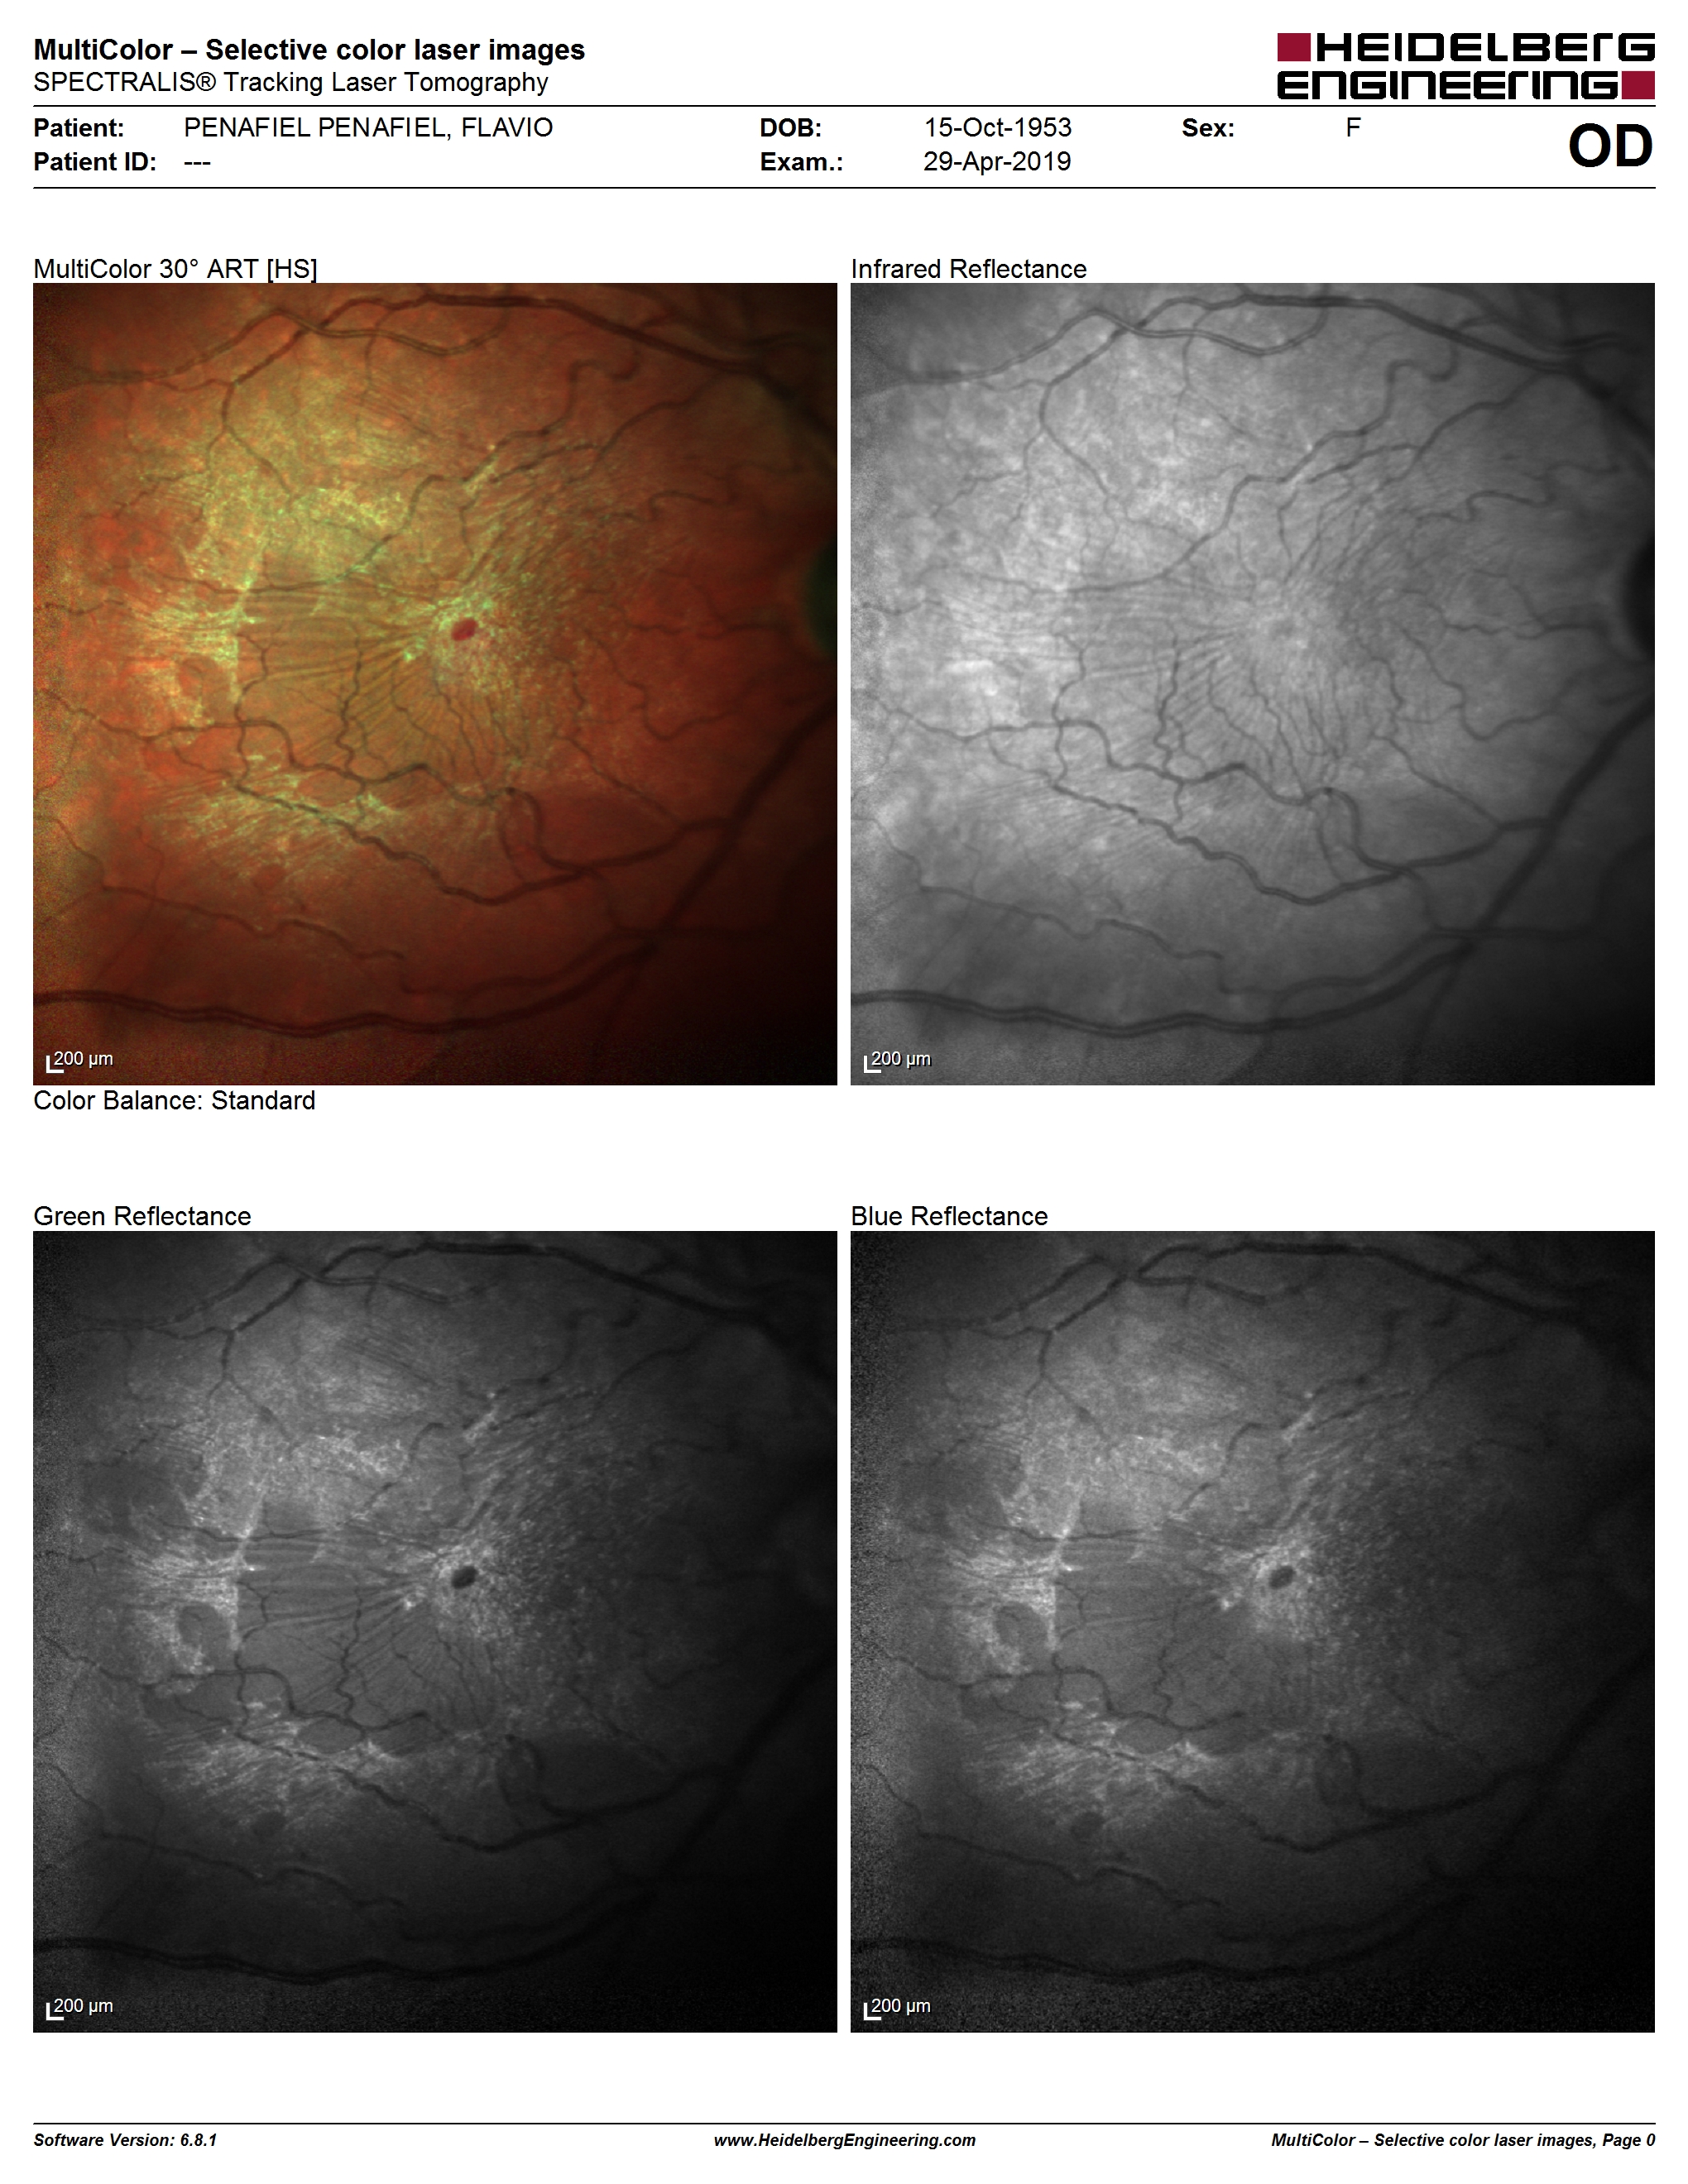 MultiColor – Selective color laser images
SPECTRALIS® Tracking Laser Tomography
HEIDELBERG
ENGINEERING
Patient: PENAFIEL PENAFIEL, FLAVIO DOB: 15-Oct-1953 Sex: F
Patient ID: --- Exam.: 29-Apr-2019
OD
MultiColor 30° ART [HS] Infrared Reflectance
200 µm 200 µm
Color Balance: Standard
Green Reflectance Blue Reflectance
200 µm 200 µm
Software Version: 6.8.1 www.HeidelbergEngineering.com MultiColor – Selective color laser images, Page 0